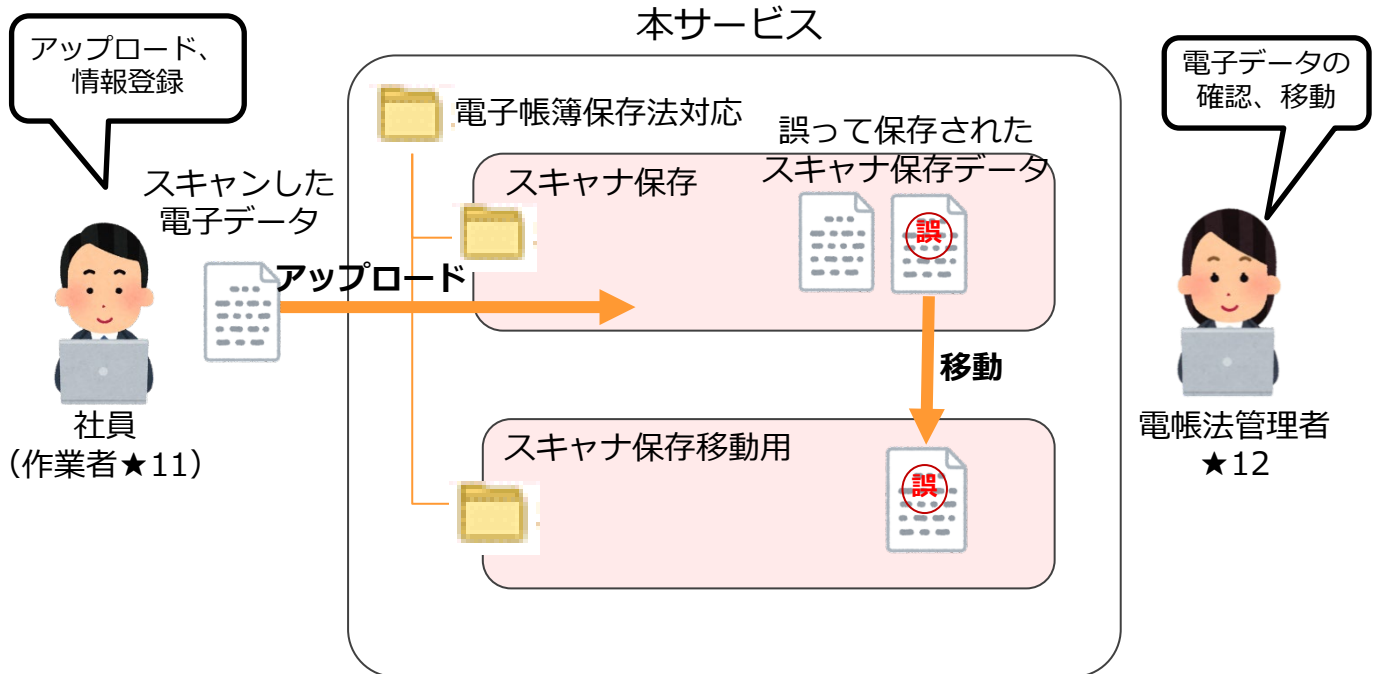 本サービス
アップロード、
情報登録
電子データの
確認、移動
電子帳簿保存法対応
誤って保存された
スキャナ保存データ
スキャナ保存
スキャンした
電子データ
誤
アップロード
移動
社員
(作業者★11)
スキャナ保存移動用
誤
電帳法管理者
★12